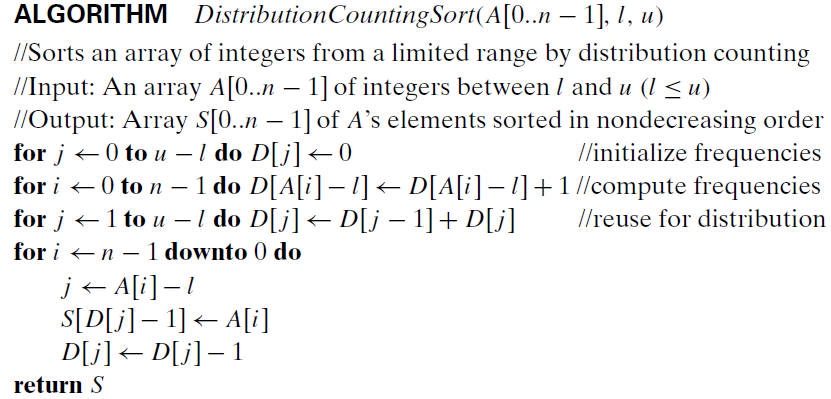 ALGORITHM DistributionCountingSort(A[0..n − 1], l, u)
//Sorts an array of integers from a limited range by distribution counting
//Input: An array A[0..n − 1] of integers between l and u (l ≤ u)
//Output: Array S[0..n − 1] of A’s elements sorted in nondecreasing order
for j ← 0 to u − l do D[j] ← 0 //initialize frequencies
for i ← 0 to n − 1 do D[A[i] − l] ← D[A[i] − l] + 1 //compute frequencies
for j ← 1 to u − l do D[j] ← D[j − 1] + D[j] //reuse for distribution
for i ← n − 1 downto 0 do
j ← A[i] − l
S[D[j] − 1] ← A[i]
D[j] ← D[j] − 1
return S